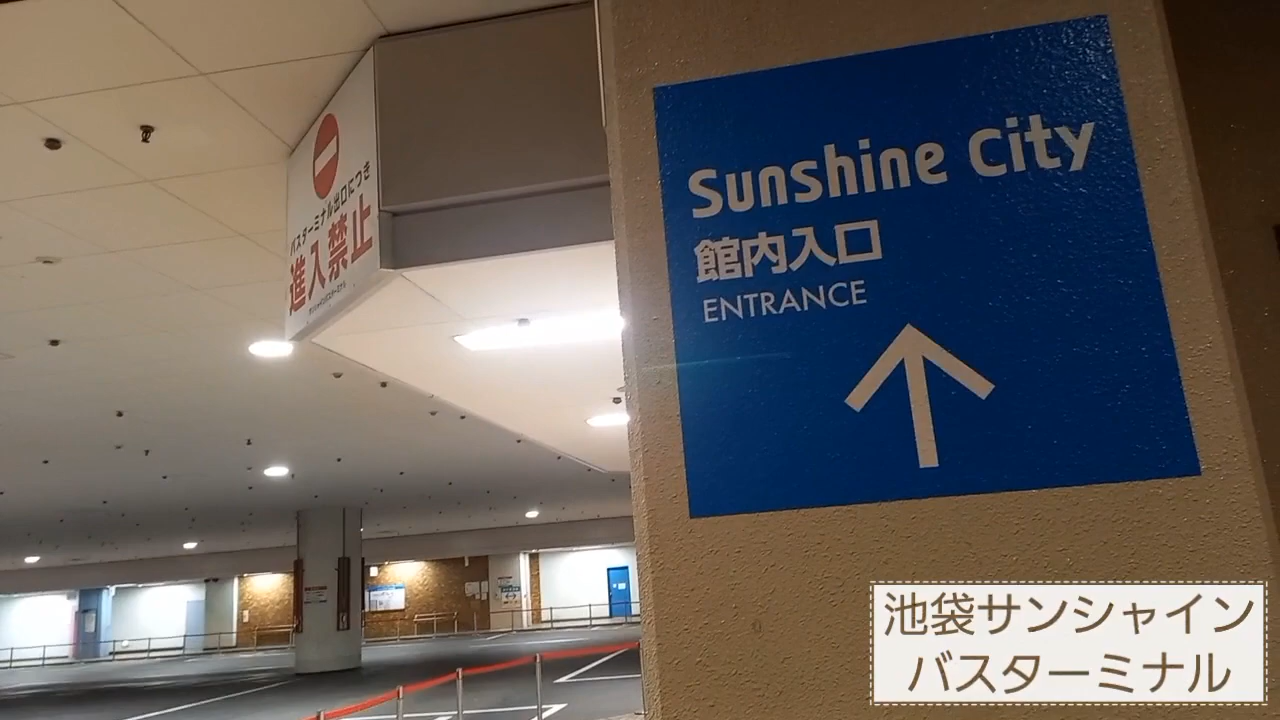 バスターミナル出口につき
進入禁止
Sunshine City
館内入口
ENTRANCE
池袋サンシャイン
バスターミナル